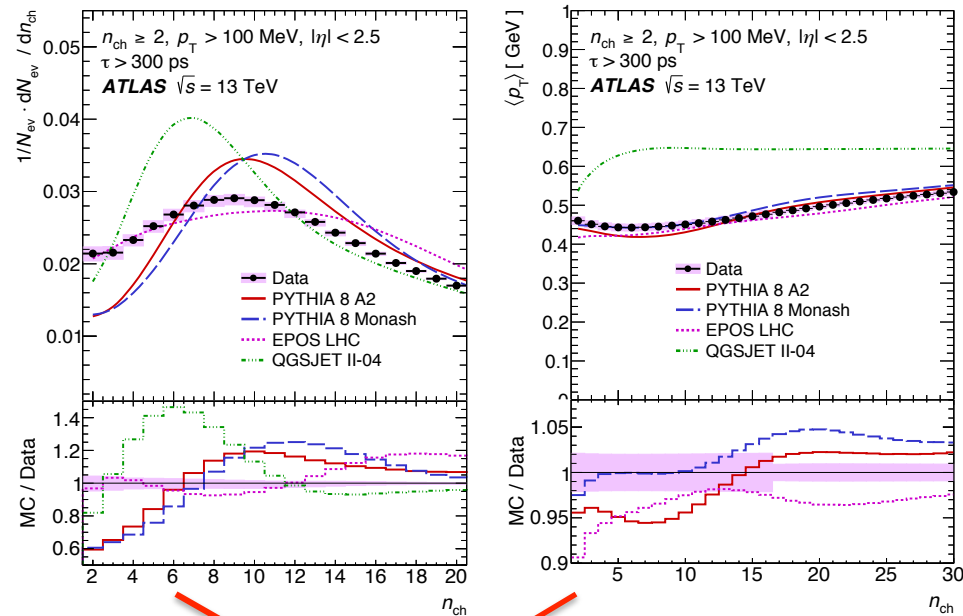 1/N_ev · dN_ev / dn_ch
0.05
0.04
0.03
0.02
0.01
n_ch ≥ 2, p_T > 100 MeV, |η| < 2.5
τ > 300 ps
ATLAS √s = 13 TeV
Data
PYTHIA 8 A2
PYTHIA 8 Monash
EPOS LHC
QGSJET II-04
MC / Data
1.4
1.2
1
0.8
0.6
2 4 6 8 10 12 14 16 18 20
n_ch
⟨p_T⟩ [ GeV ]
1
0.9
0.8
0.7
0.6
0.5
0.4
0.3
0.2
0.1
0
n_ch ≥ 2, p_T > 100 MeV, |η| < 2.5
τ > 300 ps
ATLAS √s = 13 TeV
Data
PYTHIA 8 A2
PYTHIA 8 Monash
EPOS LHC
QGSJET II-04
MC / Data
1.05
1
0.95
0.9
5 10 15 20 25 30
n_ch